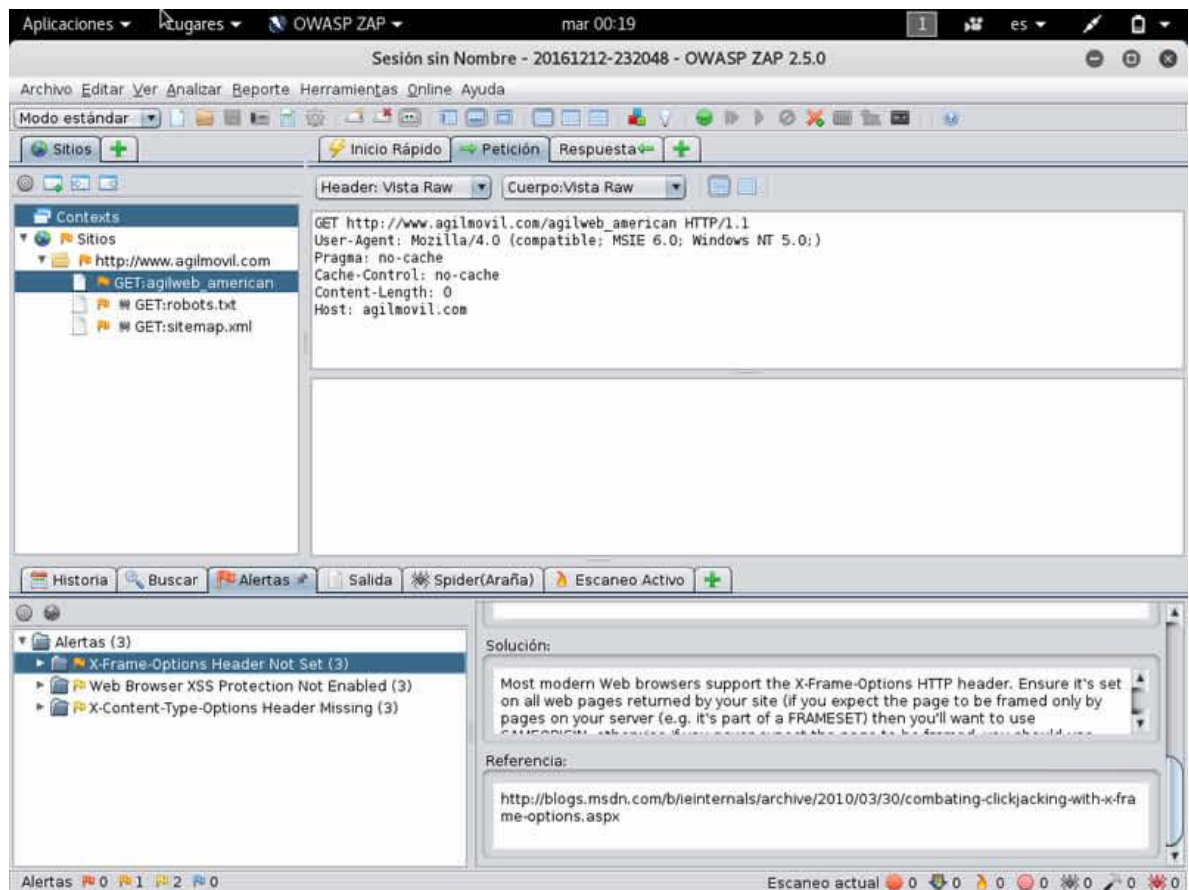 Aplicaciones Lugares OWASP ZAP mar 00:19 1 es
Sesión sin Nombre - 20161212-232048 - OWASP ZAP 2.5.0
Archivo Editar Ver Analizar Reporte Herramientas Online Ayuda
Modo estándar
Sitios
Inicio Rápido Petición Respuesta
Header: Vista Raw Cuerpo:Vista Raw
Contexts
Sitios
http://www.agilmovil.com
GET:agilweb_american
GET:robots.txt
GET:sitemap.xml
GET http://www.agilmovil.com/agilweb_american HTTP/1.1
User-Agent: Mozilla/4.0 (compatible; MSIE 6.0; Windows NT 5.0;)
Pragma: no-cache
Cache-Control: no-cache
Content-Length: 0
Host: agilmovil.com
Historia Buscar Alertas Salida Spider(Araña) Escaneo Activo
Alertas (3)
X-Frame-Options Header Not Set (3)
Web Browser XSS Protection Not Enabled (3)
X-Content-Type-Options Header Missing (3)
Solución:
Most modern Web browsers support the X-Frame-Options HTTP header. Ensure it's set
on all web pages returned by your site (if you expect the page to be framed only by
pages on your server (e.g. it's part of a FRAMESET) then you'll want to use
Referencia:
http://blogs.msdn.com/b/ieinternals/archive/2010/03/30/combating-clickjacking-with-x-fra
me-options.aspx
Alertas 0 1 2 0 Escaneo actual 0 0 0 0 0 0 0